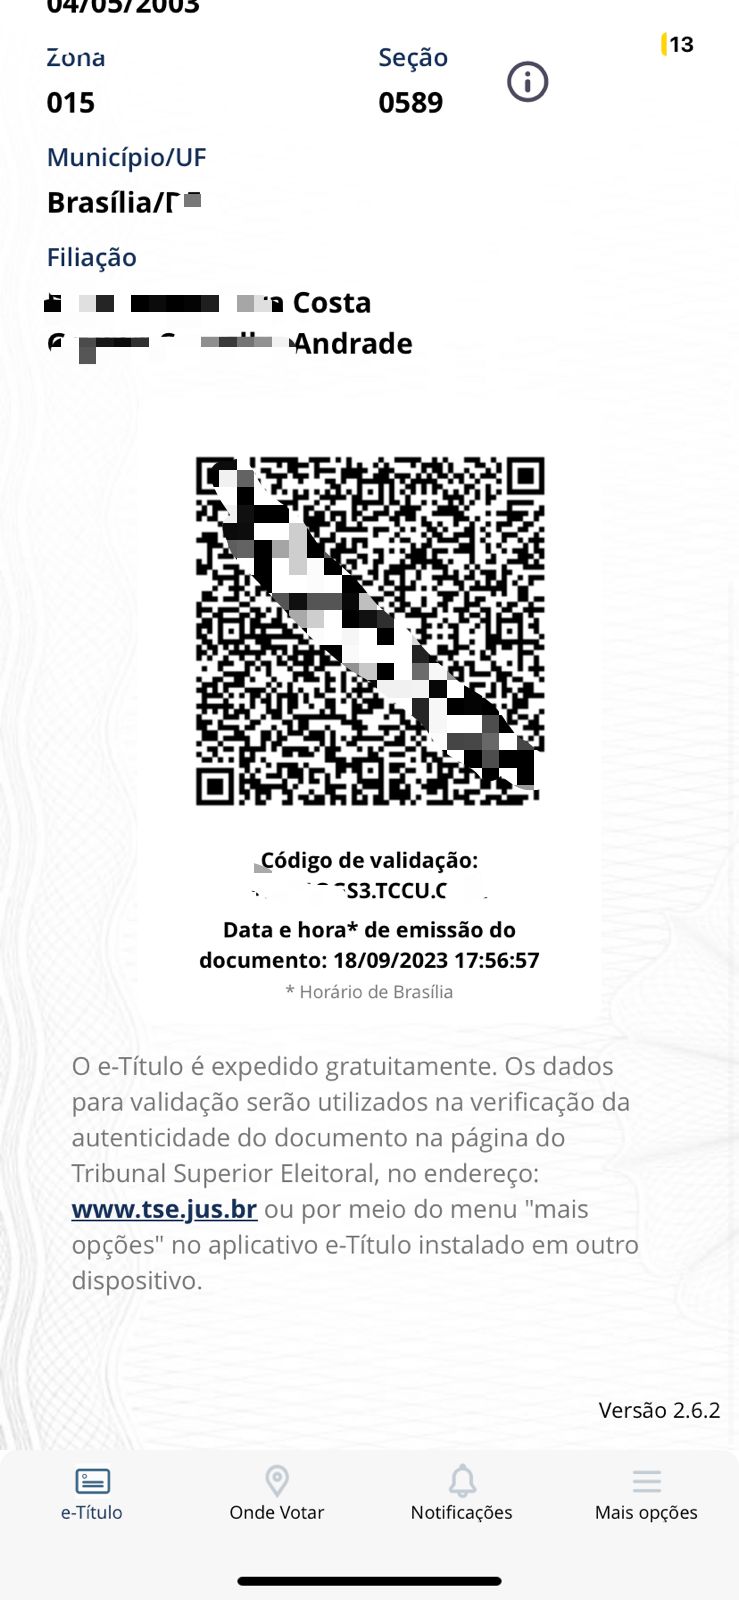 04/05/2003
13
Zona Seção
015 0589
Município/UF
Filiação
Costa
Andrade
Código de validação:
Data e hora* de emissão do
documento: 18/09/2023 17:56:57
* Horário de Brasília
O e-Título é expedido gratuitamente. Os dados
para validação serão utilizados na verificação da
autenticidade do documento na página do
Tribunal Superior Eleitoral, no endereço:
www.tse.jus.br ou por meio do menu "mais
opções" no aplicativo e-Título instalado em outro
dispositivo.
Versão 2.6.2
e-Título Onde Votar Notificações Mais opções